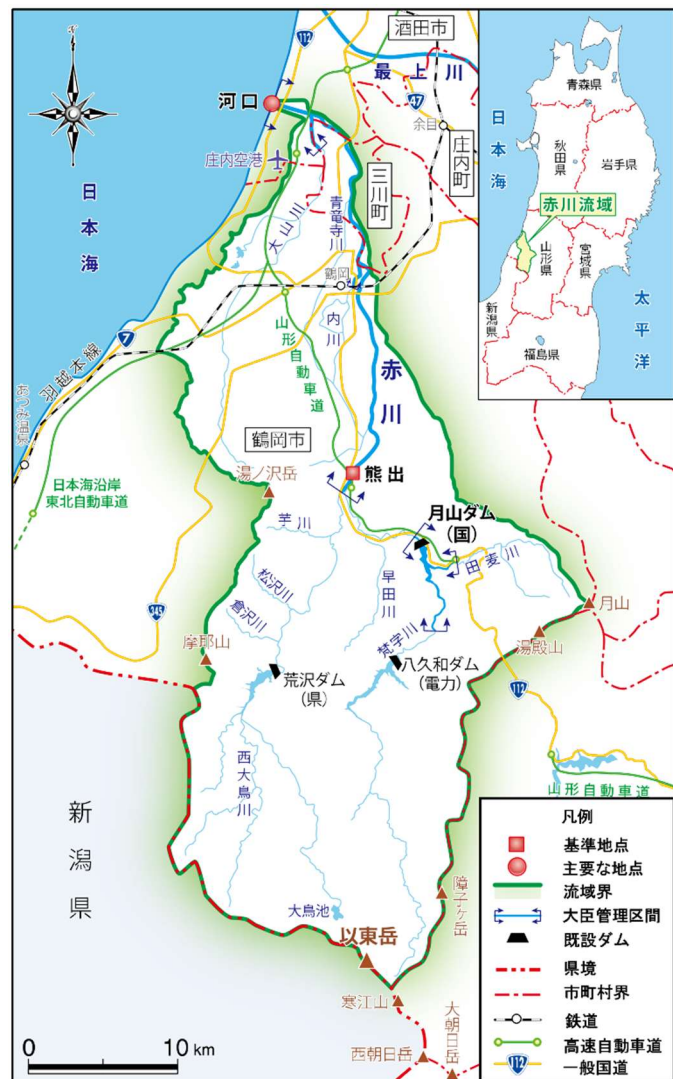 酒田市
112
最上川
河口
47
余目
庄内空港
庄内町
三川町
日本海
大山川
青竜寺川
鶴岡
内川
山形自動車道
赤川
7
羽越本線
あつみ温泉
鶴岡市
熊出
湯ノ沢岳
日本海沿岸
東北自動車道
月山ダム
(国)
芋川
田麦川
早田川
松沢川
倉沢川
345
月山
梵字川
湯殿山
摩耶山
荒沢ダム
(県)
八久和ダム
(電力)
112
西大鳥川
山形自動車道
新潟県
障子ヶ岳
大鳥池
以東岳
寒江山
大朝日岳
西朝日岳
0 10 km
青森県
日本海
秋田県
岩手県
赤川流域
山形県
宮城県
太平洋
新潟県
福島県
凡例
基準地点
主要な地点
流域界
大臣管理区間
既設ダム
県境
市町村界
鉄道
高速自動車道
112
一般国道